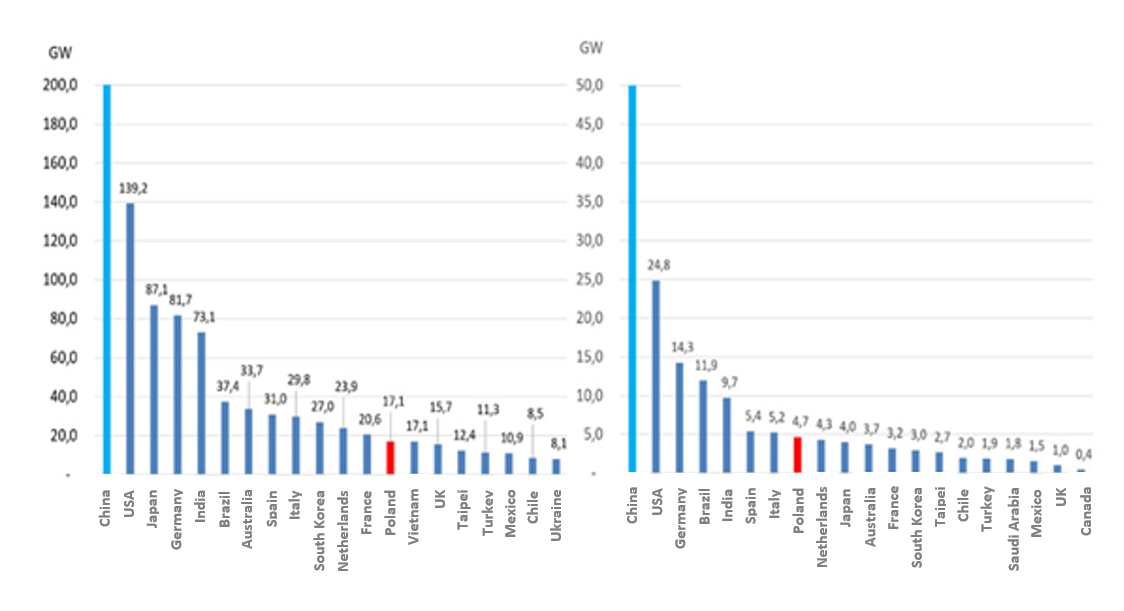 GW
200,0
180,0
160,0
140,0
120,0
100,0
80,0
60,0
40,0
20,0
-
139,2
87,1
81,7
73,1
37,4
33,7
31,0
29,8
27,0
23,9
20,6
17,1
17,1
15,7
12,4
11,3
10,9
8,5
8,1
China
USA
Japan
Germany
India
Brazil
Australia
Spain
Italy
South Korea
Netherlands
France
Poland
Vietnam
UK
Taipei
Turkey
Mexico
Chile
Ukraine
GW
50,0
45,0
40,0
35,0
30,0
25,0
20,0
15,0
10,0
5,0
-
24,8
14,3
11,9
9,7
5,4
5,2
4,7
4,3
4,0
3,7
3,2
3,0
2,7
2,0
1,9
1,8
1,5
1,0
0,4
China
USA
Germany
Brazil
India
Spain
Italy
Poland
Netherlands
Japan
Australia
France
South Korea
Taipei
Chile
Turkey
Saudi Arabia
Mexico
UK
Canada